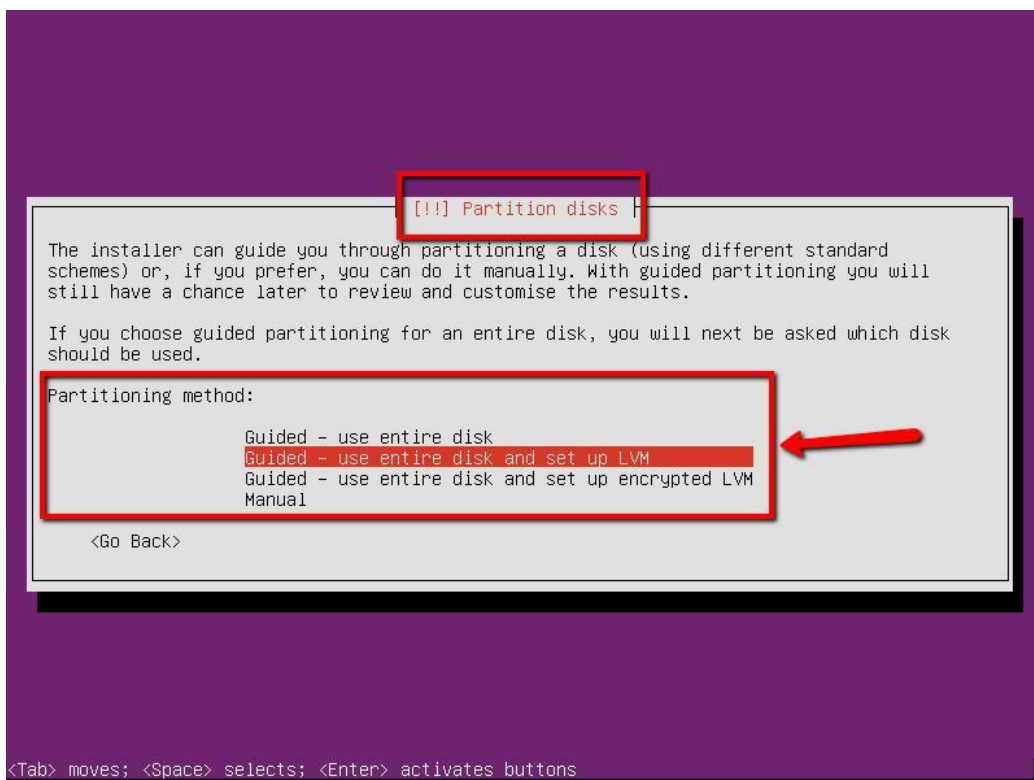 [!!] Partition disks
The installer can guide you through partitioning a disk (using different standard
schemes) or, if you prefer, you can do it manually. With guided partitioning you will
still have a chance later to review and customise the results.
If you choose guided partitioning for an entire disk, you will next be asked which disk
should be used.
Partitioning method:
Guided - use entire disk
Guided - use entire disk and set up LVM
Guided - use entire disk and set up encrypted LVM
Manual
<Go Back>
<Tab> moves; <Space> selects; <Enter> activates buttons